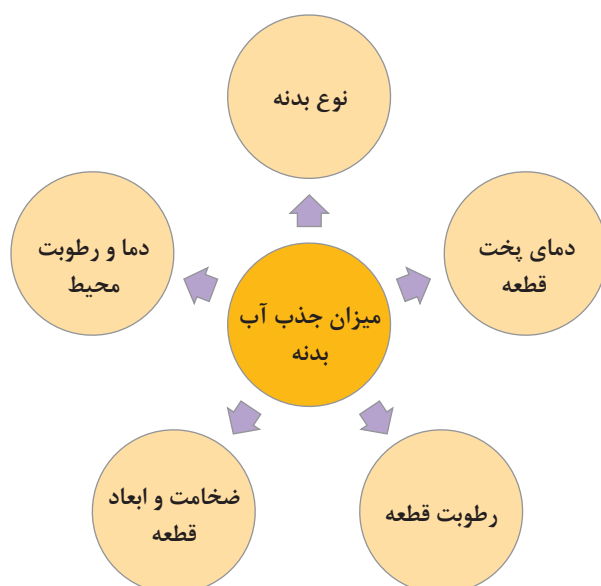 نوع بدنه
دمای پخت
قطعه
دما و رطوبت
محیط
میزان جذب آب
بدنه
رطوبت قطعه
ضخامت و ابعاد
قطعه